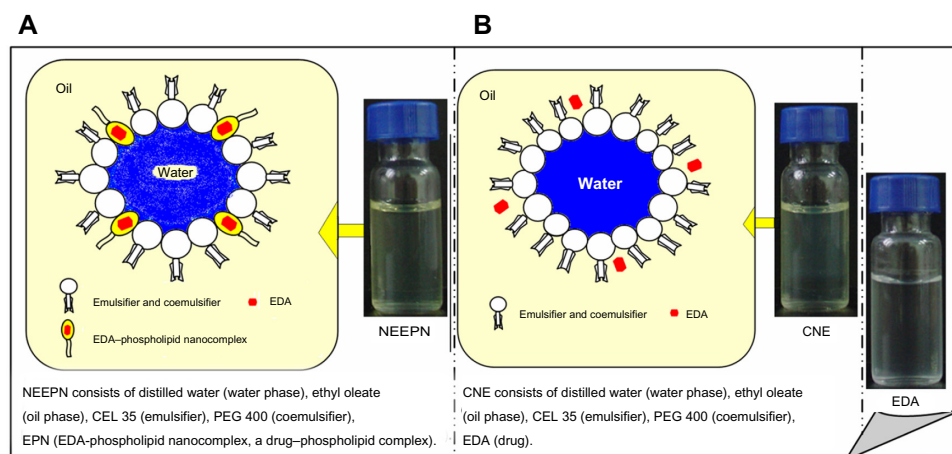 A
B
Oil
Water
Emulsifier and coemulsifier
EDA
EDA–phospholipid nanocomplex
NEEPN
NEEPN consists of distilled water (water phase), ethyl oleate
(oil phase), CEL 35 (emulsifier), PEG 400 (coemulsifier),
EPN (EDA-phospholipid nanocomplex, a drug–phospholipid complex).
Oil
Water
Emulsifier and coemulsifier
EDA
CNE
CNE consists of distilled water (water phase), ethyl oleate
(oil phase), CEL 35 (emulsifier), PEG 400 (coemulsifier),
EDA (drug).
EDA